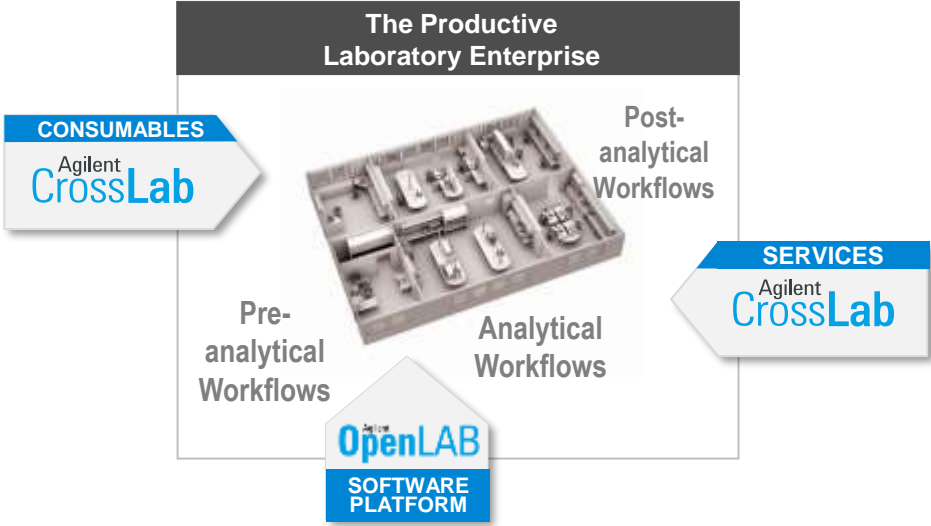 The Productive
Laboratory Enterprise
CONSUMABLES
Agilent
CrossLab
Post-
analytical
Workflows
SERVICES
Agilent
CrossLab
Pre-
analytical
Workflows
Analytical
Workflows
Agilent
OpenLAB
SOFTWARE
PLATFORM